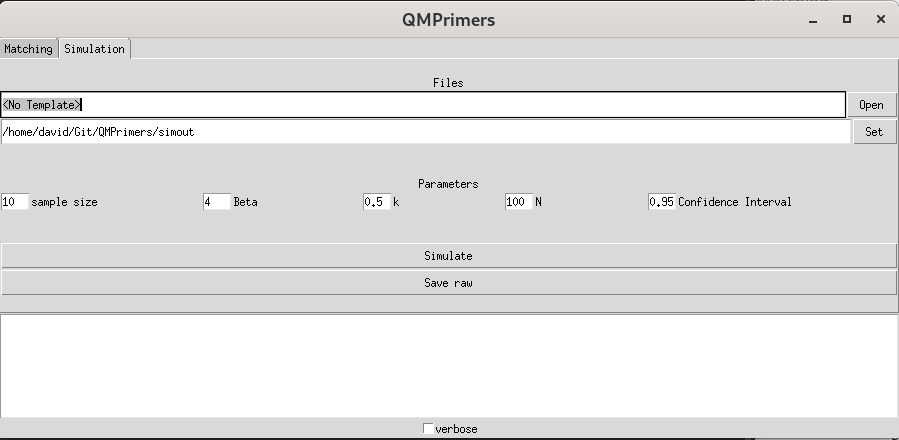 QMPrimers
Matching Simulation
Files
<No Template> Open
/home/david/Git/QMPrimers/simout Set
Parameters
10 sample size 4 Beta 0.5 k 100 N 0.95 Confidence Interval
Simulate
Save raw
verbose